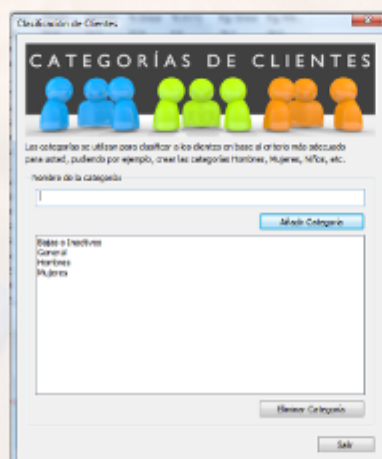 Clasificación de Clientes
CATEGORÍAS DE CLIENTES
Las categorías se utilizan para clasificar a los clientes en base al criterio más adecuado
para usted, pudiendo por ejemplo, crear las categorías Hombres, Mujeres, Niños, etc.
Nombre de la categoría
Añadir Categoría
Bajas o Inactivos
General
Hombres
Mujeres
Eliminar Categoría
Salir